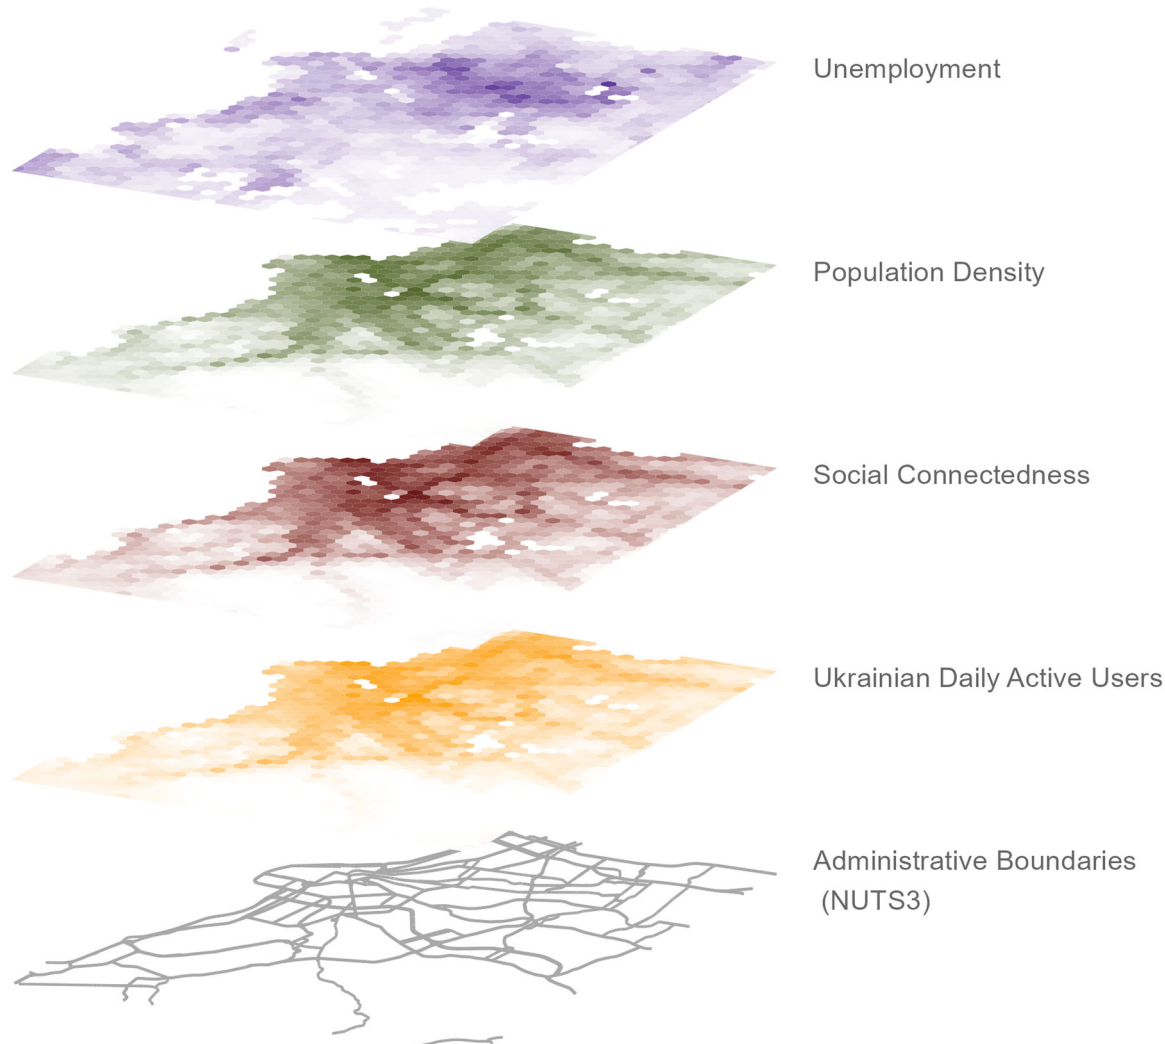 Unemployment
Population Density
Social Connectedness
Ukrainian Daily Active Users
Administrative Boundaries
(NUTS3)